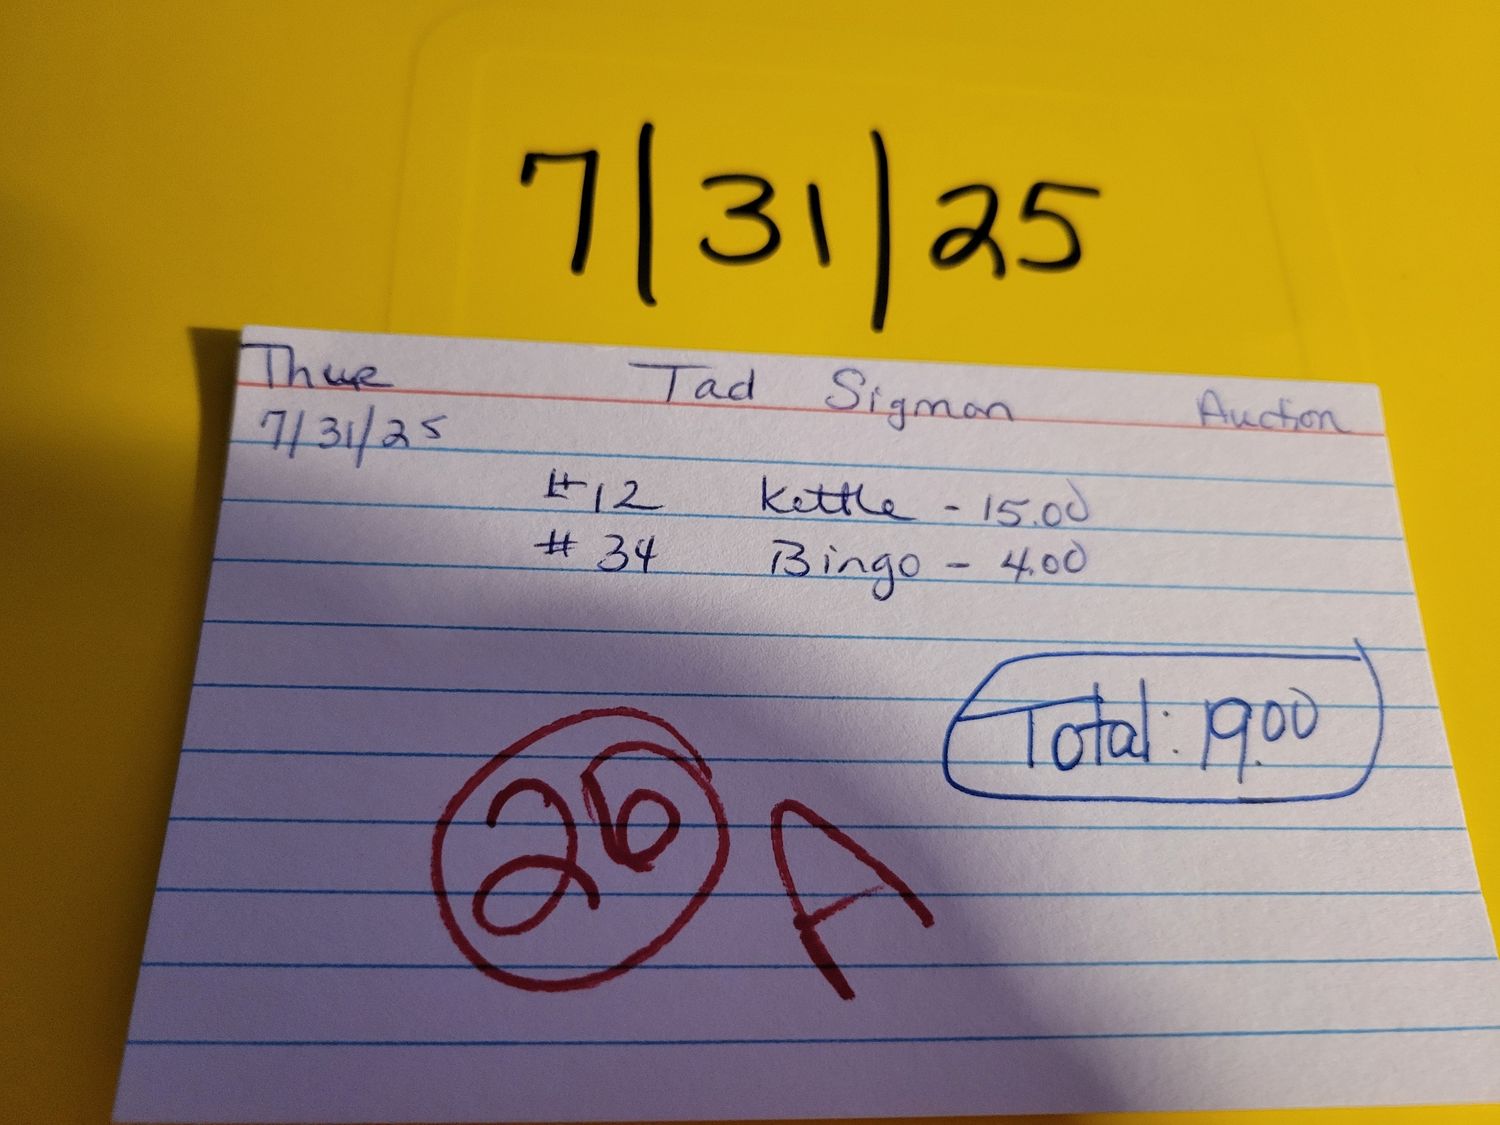 7/31/25
Thur Tad Sigmon Auction
7/31/25
#12 Kettle - 15.00
#34 Bingo - 4.00
Total: 19.00
26 A